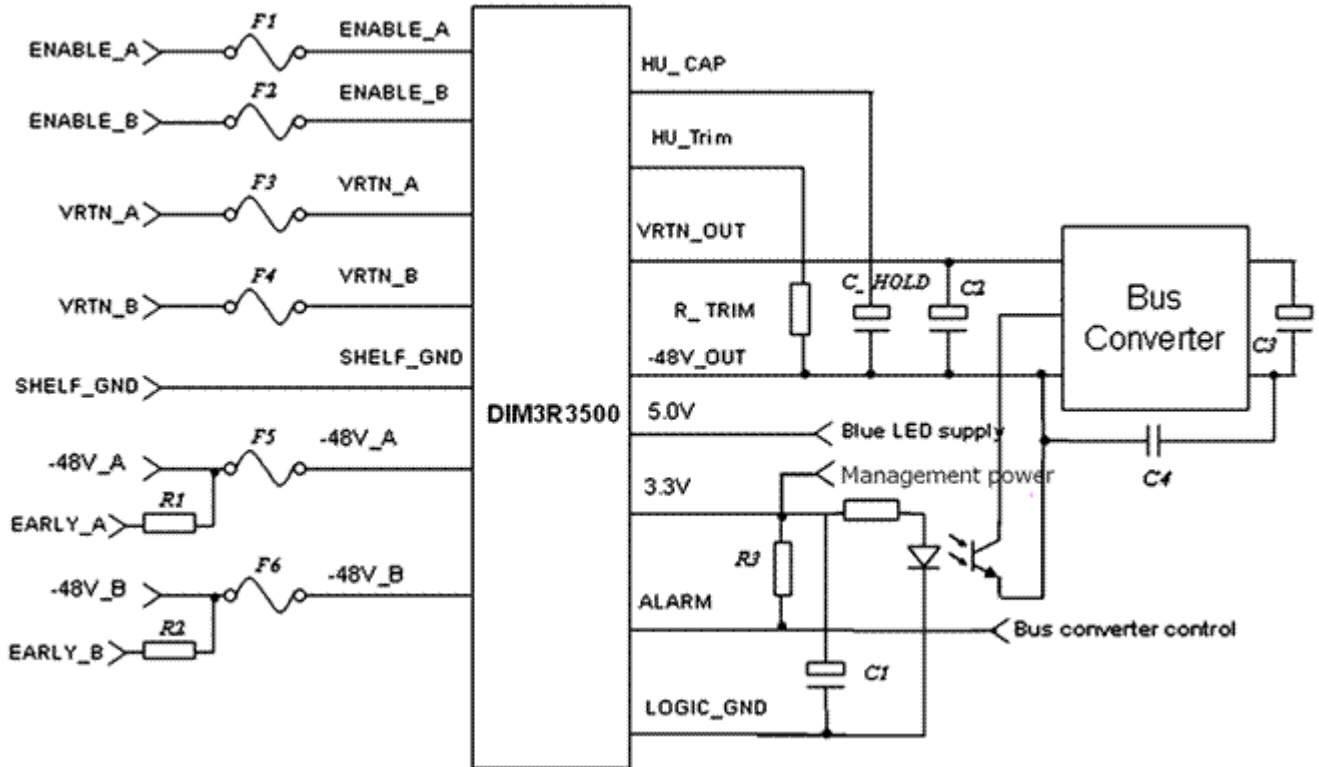 F1
ENABLE_A
ENABLE_A
F2
ENABLE_B
ENABLE_B
F3
VRTN_A
VRTN_A
F4
VRTN_B
VRTN_B
SHELF_GND
SHELF_GND
F5
-48V_A
-48V_A
R1
EARLY_A
F6
-48V_B
-48V_B
R2
EARLY_B
DIM3R3500
HU_CAP
HU_Trim
VRTN_OUT
C_HOLD
C2
R_TRIM
-48V_OUT
Bus
Converter
C3
5.0V
Blue LED supply
C4
Management power
3.3V
R3
ALARM
Bus converter control
C1
LOGIC_GND